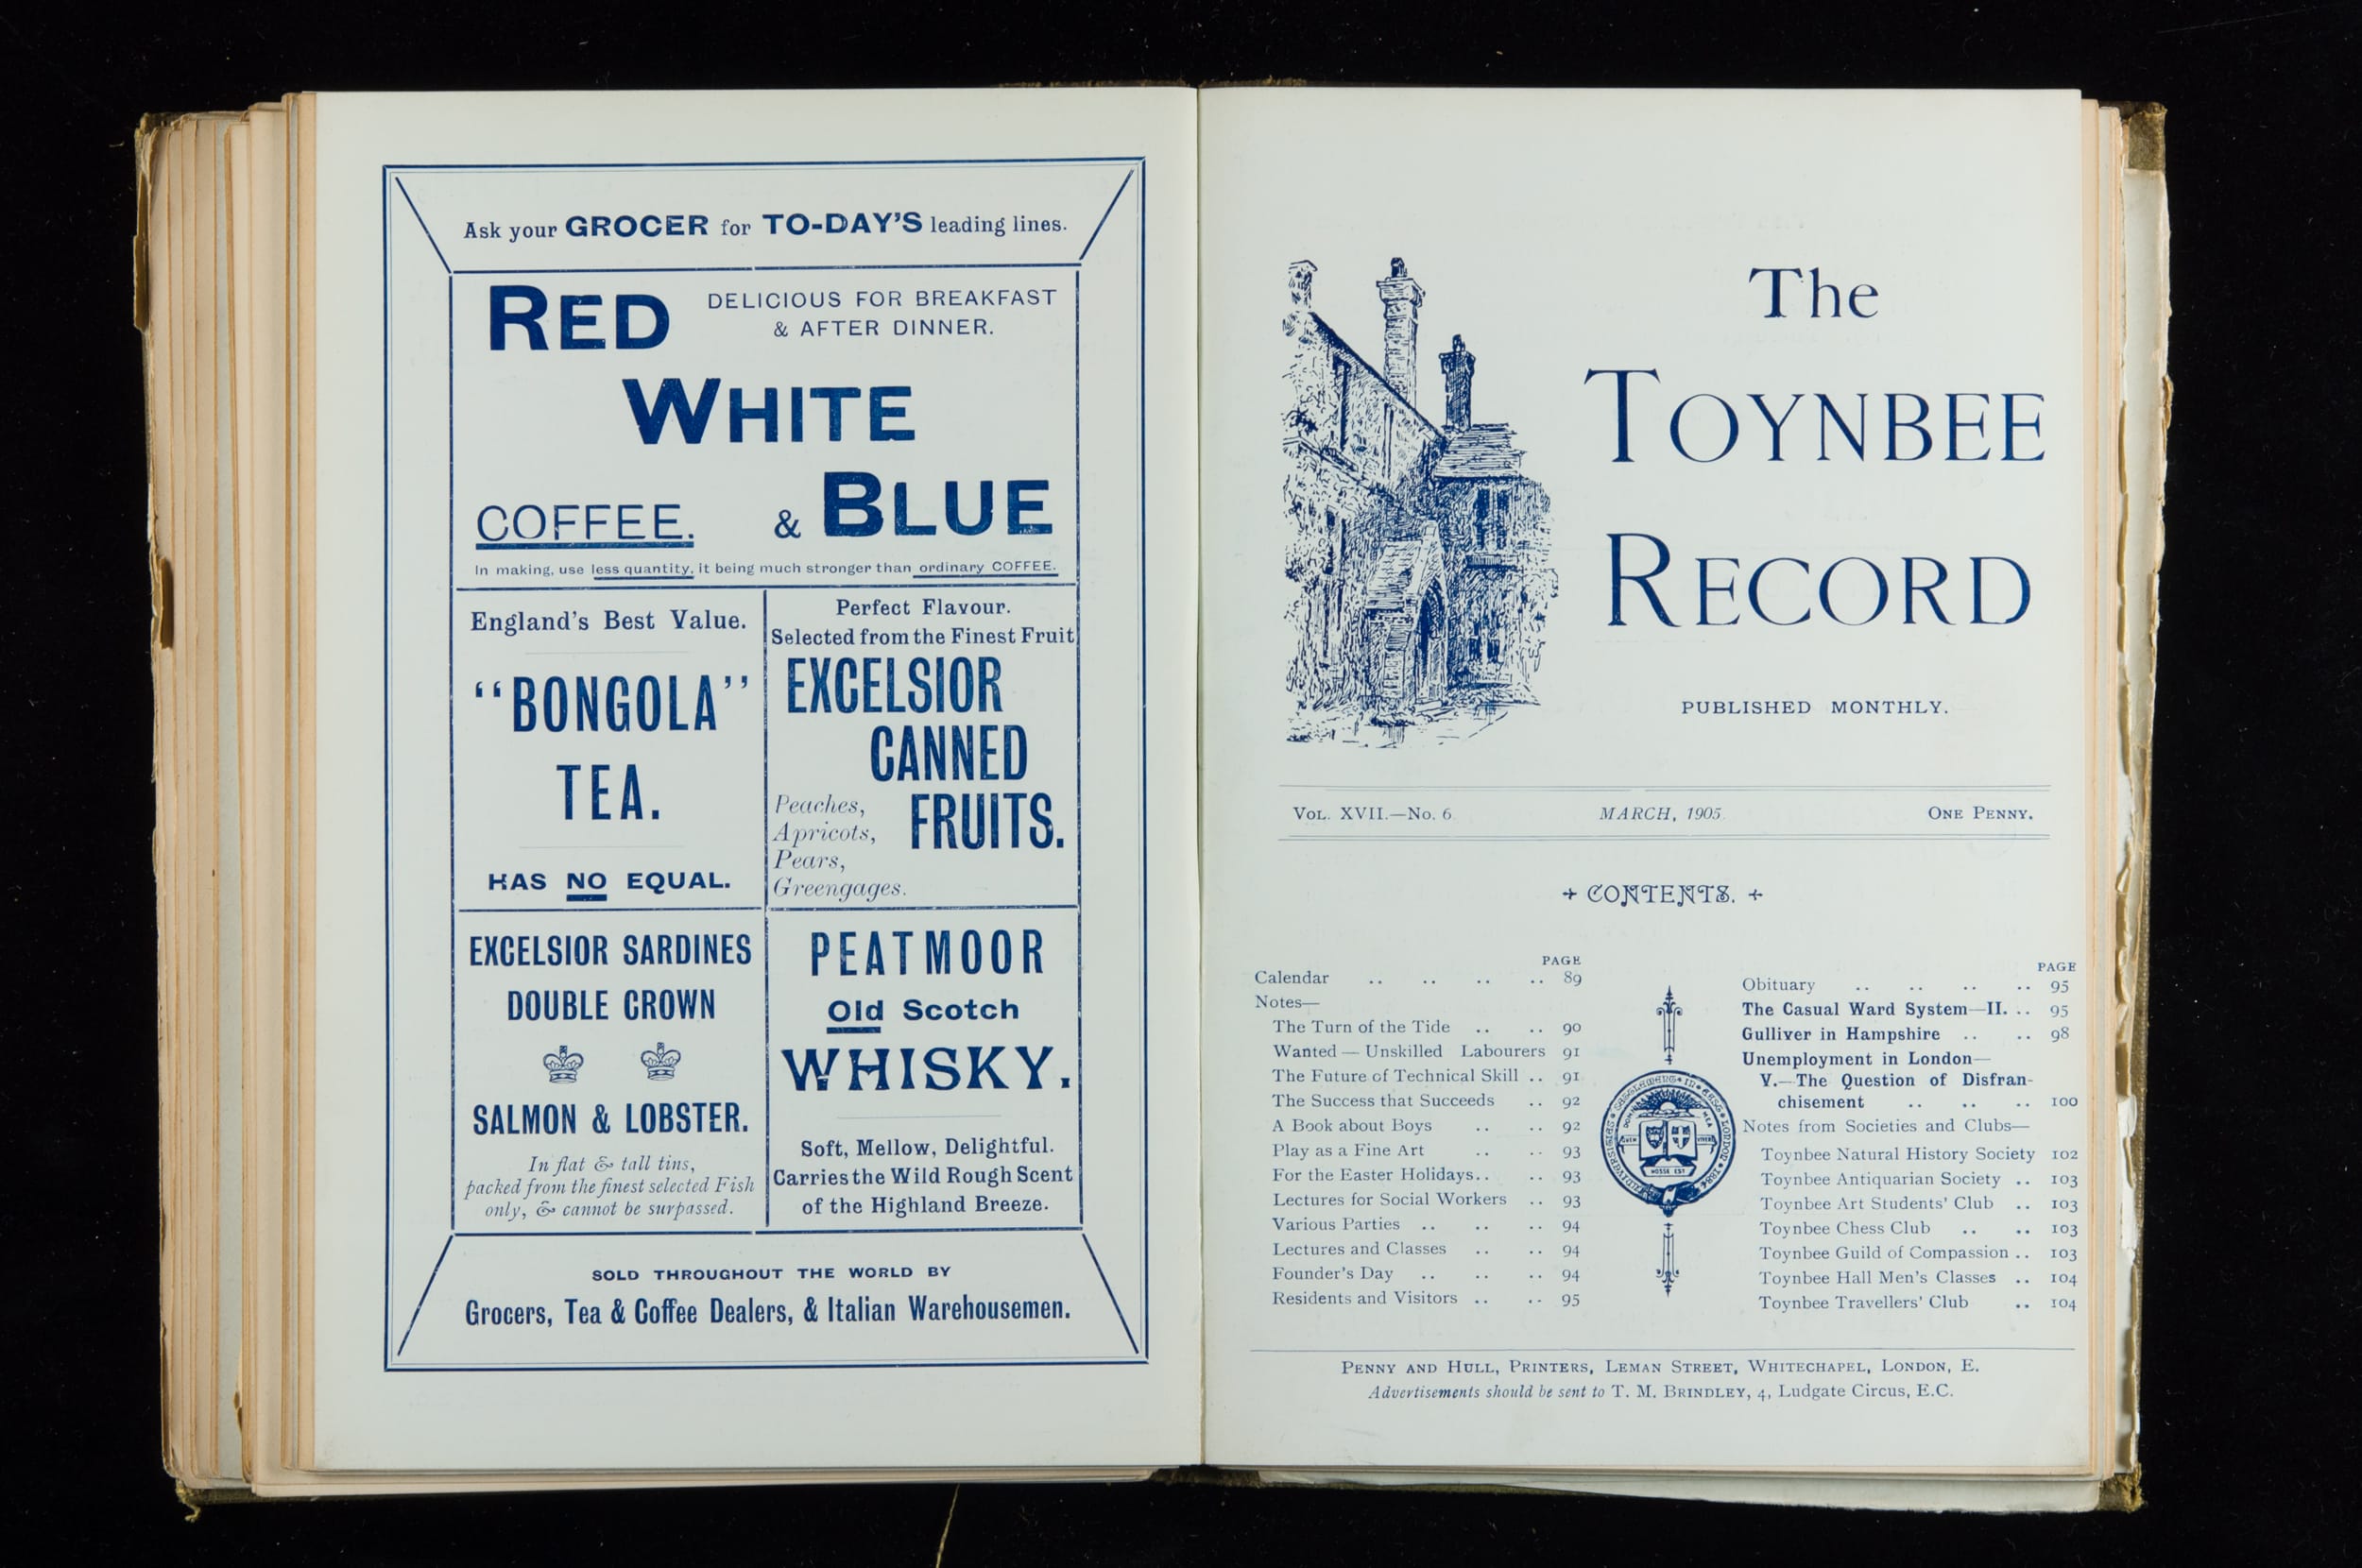 Ask your GROCER for TO-DAY'S leading lines.
RED
DELICIOUS FOR BREAKFAST
& AFTER DINNER.
WHITE
COFFEE. & BLUE
In making, use less quantity, it being much stronger than ordinary COFFEE.
England's Best Value.
"BONGOLA"
TEA.
HAS NO EQUAL.
Perfect Flavour.
Selected from the Finest Fruit
EXCELSIOR
CANNED
FRUITS.
Peaches,
Apricots,
Pears,
Greengages.
EXCELSIOR SARDINES
DOUBLE CROWN
SALMON & LOBSTER.
In flat & tall tins,
packed from the finest selected Fish
only, & cannot be surpassed.
PEATMOOR
Old Scotch
WHISKY.
Soft, Mellow, Delightful.
Carries the Wild Rough Scent
of the Highland Breeze.
SOLD THROUGHOUT THE WORLD BY
Grocers, Tea & Coffee Dealers, & Italian Warehousemen.
The
TOYNBEE
RECORD
PUBLISHED MONTHLY.
VOL. XVII.—No. 6 MARCH, 1905. ONE PENNY.
CONTENTS.
PAGE
Calendar .. .. .. .. 89
Notes—
The Turn of the Tide .. .. 90
Wanted — Unskilled Labourers 91
The Future of Technical Skill .. 91
The Success that Succeeds .. 92
A Book about Boys .. .. 92
Play as a Fine Art .. .. 93
For the Easter Holidays.. .. 93
Lectures for Social Workers .. 93
Various Parties .. .. .. 94
Lectures and Classes .. .. 94
Founder's Day .. .. .. 94
Residents and Visitors .. .. 95
PAGE
Obituary .. .. .. .. 95
The Casual Ward System—II. .. 95
Gulliver in Hampshire .. .. 98
Unemployment in London—
V.—The Question of Disfran-
chisement .. .. .. 100
Notes from Societies and Clubs—
Toynbee Natural History Society 102
Toynbee Antiquarian Society .. 103
Toynbee Art Students' Club .. 103
Toynbee Chess Club .. .. 103
Toynbee Guild of Compassion .. 103
Toynbee Hall Men's Classes .. 104
Toynbee Travellers' Club .. 104
PENNY AND HULL, PRINTERS, LEMAN STREET, WHITECHAPEL, LONDON, E.
Advertisements should be sent to T. M. BRINDLEY, 4, Ludgate Circus, E.C.